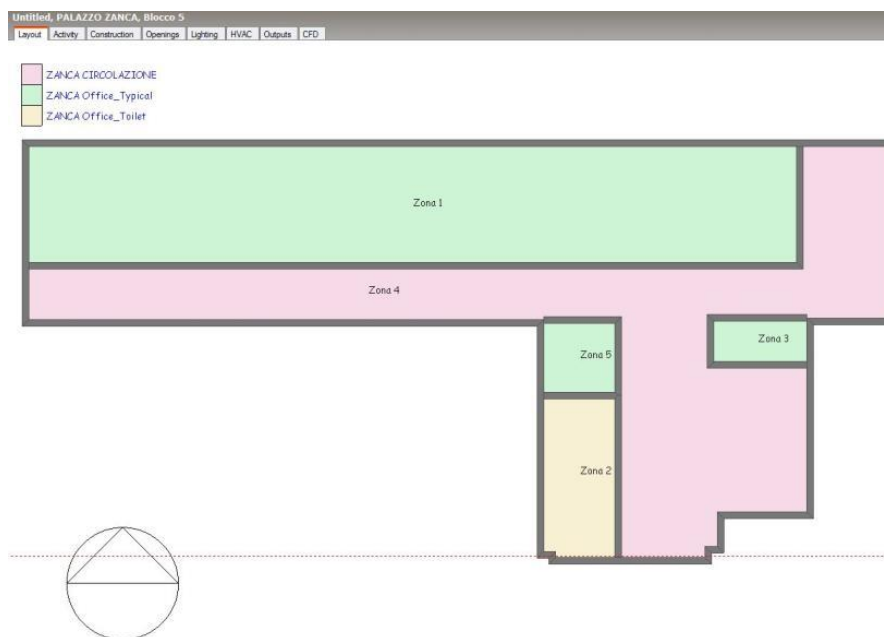 Untitled, PALAZZO ZANCA, Blocco 5
Layout Activity Construction Openings Lighting HVAC Outputs CFD
ZANCA CIRCOLAZIONE
ZANCA Office_Typical
ZANCA Office_Toilet
Zona 1
Zona 4
Zona 3
Zona 5
Zona 2